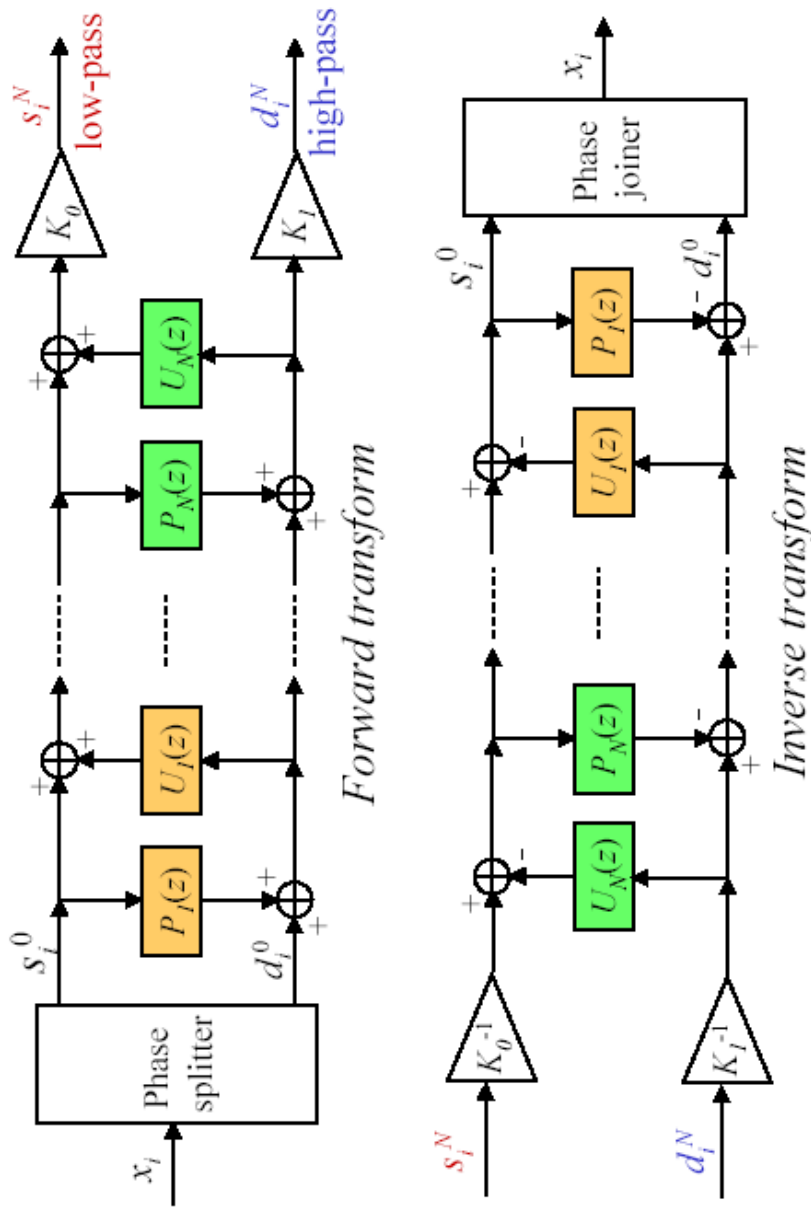 x_i
Phase
splitter
s_i^0
d_i^0
P_1(z)
U_1(z)
P_N(z)
U_N(z)
+
+
+
+
+
+
+
+
K_0
K_1
s_i^N
low-pass
d_i^N
high-pass
Forward transform
s_i^N
d_i^N
K_0^-1
K_1^-1
U_N(z)
P_N(z)
U_1(z)
P_1(z)
+
-
-
+
+
-
-
+
s_i^0
d_i^0
Phase
joiner
x_i
Inverse transform